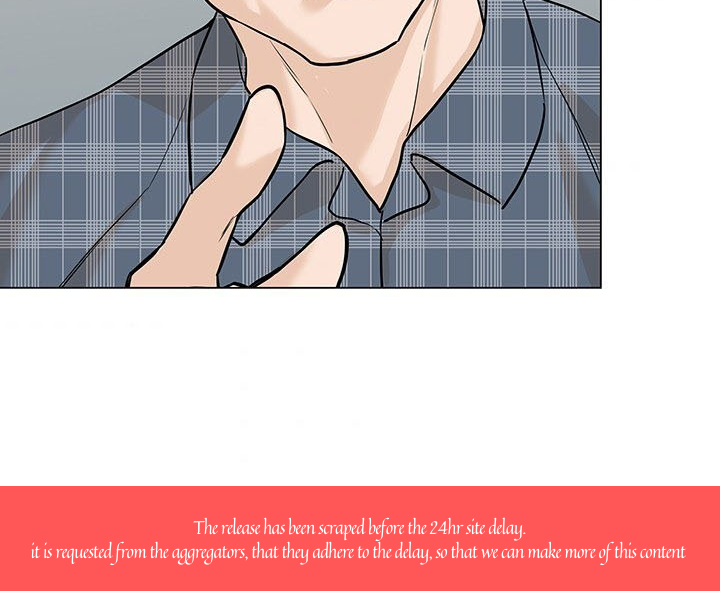 The release has been scraped before the 24hr site delay.
it is requested from the aggregators, that they adhere to the delay, so that we can make more of this content